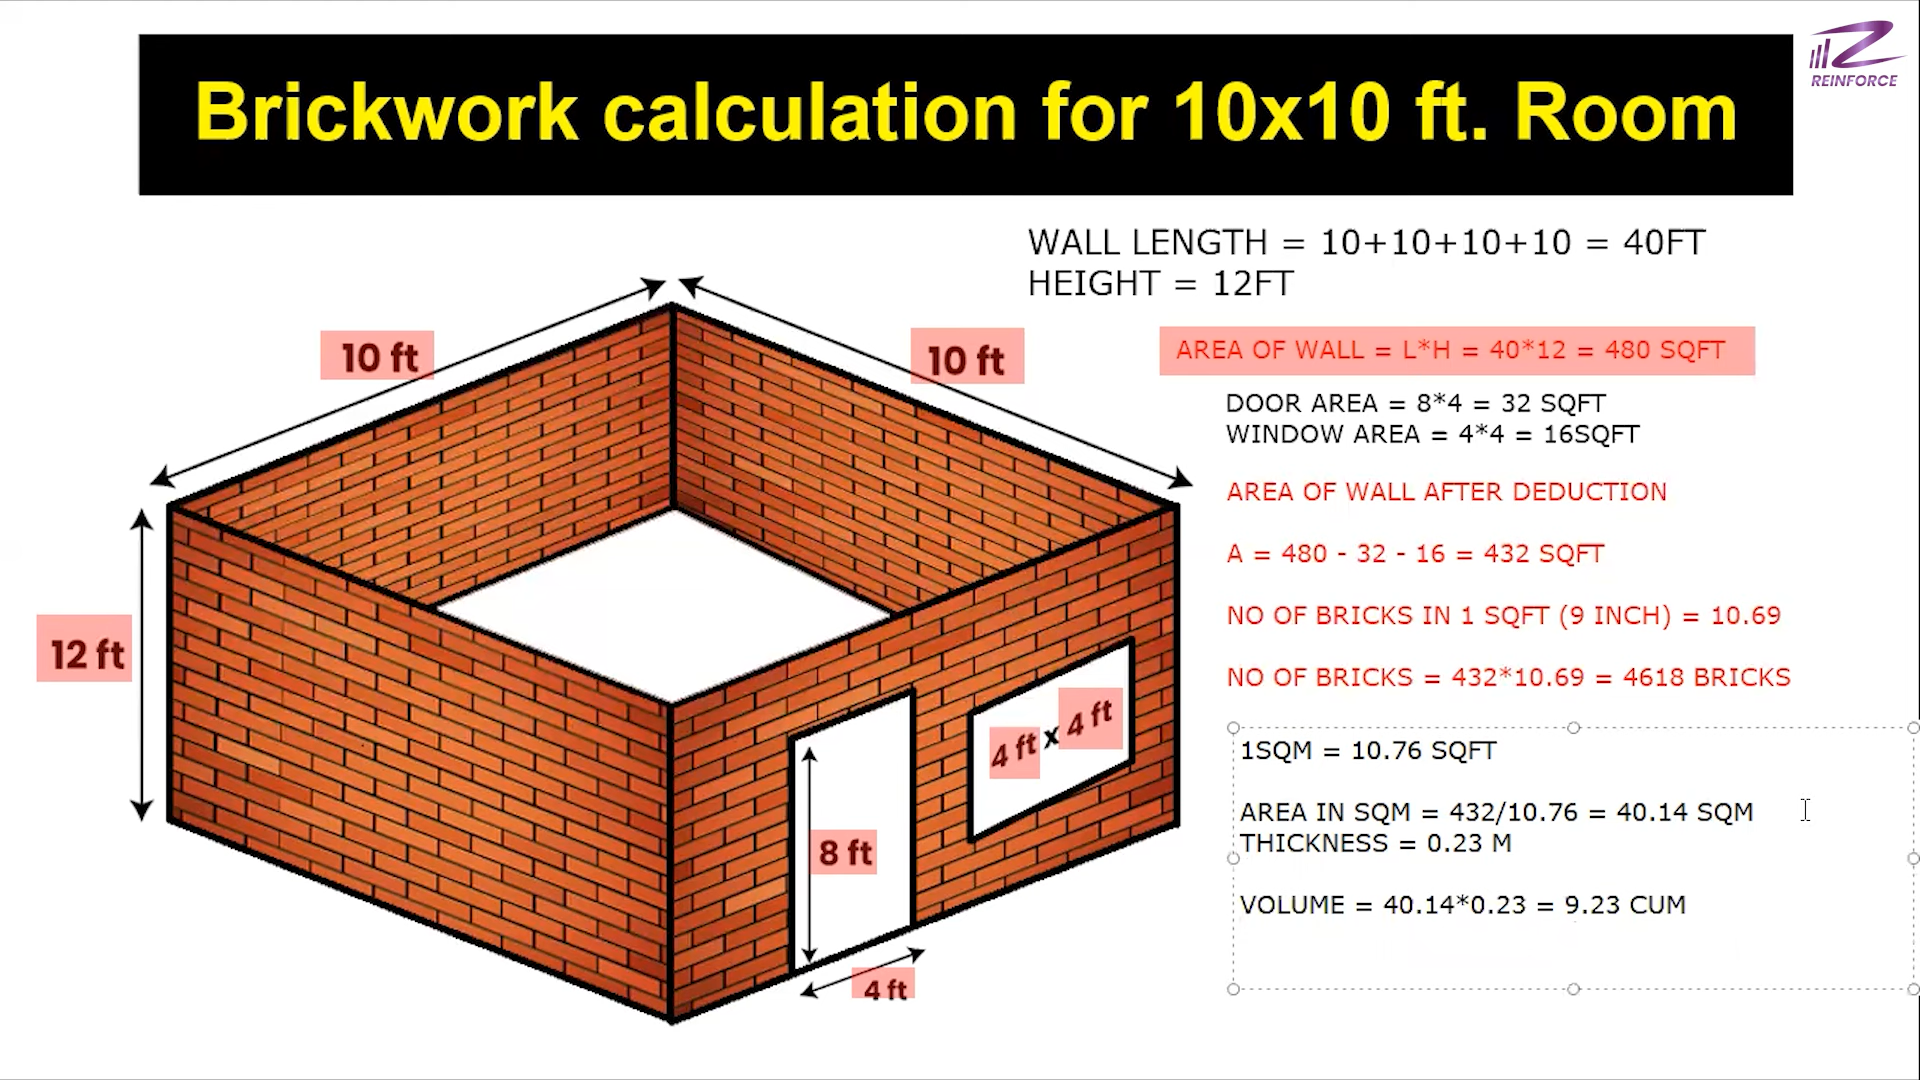 REINFORCE
Brickwork calculation for 10x10 ft. Room
WALL LENGTH = 10+10+10+10 = 40FT
HEIGHT = 12FT
10 ft
10 ft
AREA OF WALL = L*H = 40*12 = 480 SQFT
DOOR AREA = 8*4 = 32 SQFT
WINDOW AREA = 4*4 = 16SQFT
AREA OF WALL AFTER DEDUCTION
A = 480 - 32 - 16 = 432 SQFT
NO OF BRICKS IN 1 SQFT (9 INCH) = 10.69
NO OF BRICKS = 432*10.69 = 4618 BRICKS
12 ft
4 ft x 4 ft
8 ft
4 ft
1SQM = 10.76 SQFT
AREA IN SQM = 432/10.76 = 40.14 SQM
THICKNESS = 0.23 M
VOLUME = 40.14*0.23 = 9.23 CUM